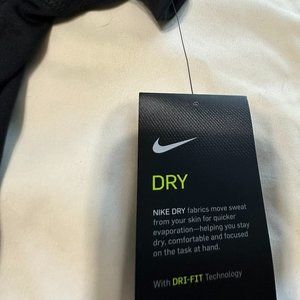 DRY
NIKE DRY fabrics move sweat
from your skin for quicker
evaporation—helping you stay
dry, comfortable and focused
on the task at hand.
With DRI-FIT Technology